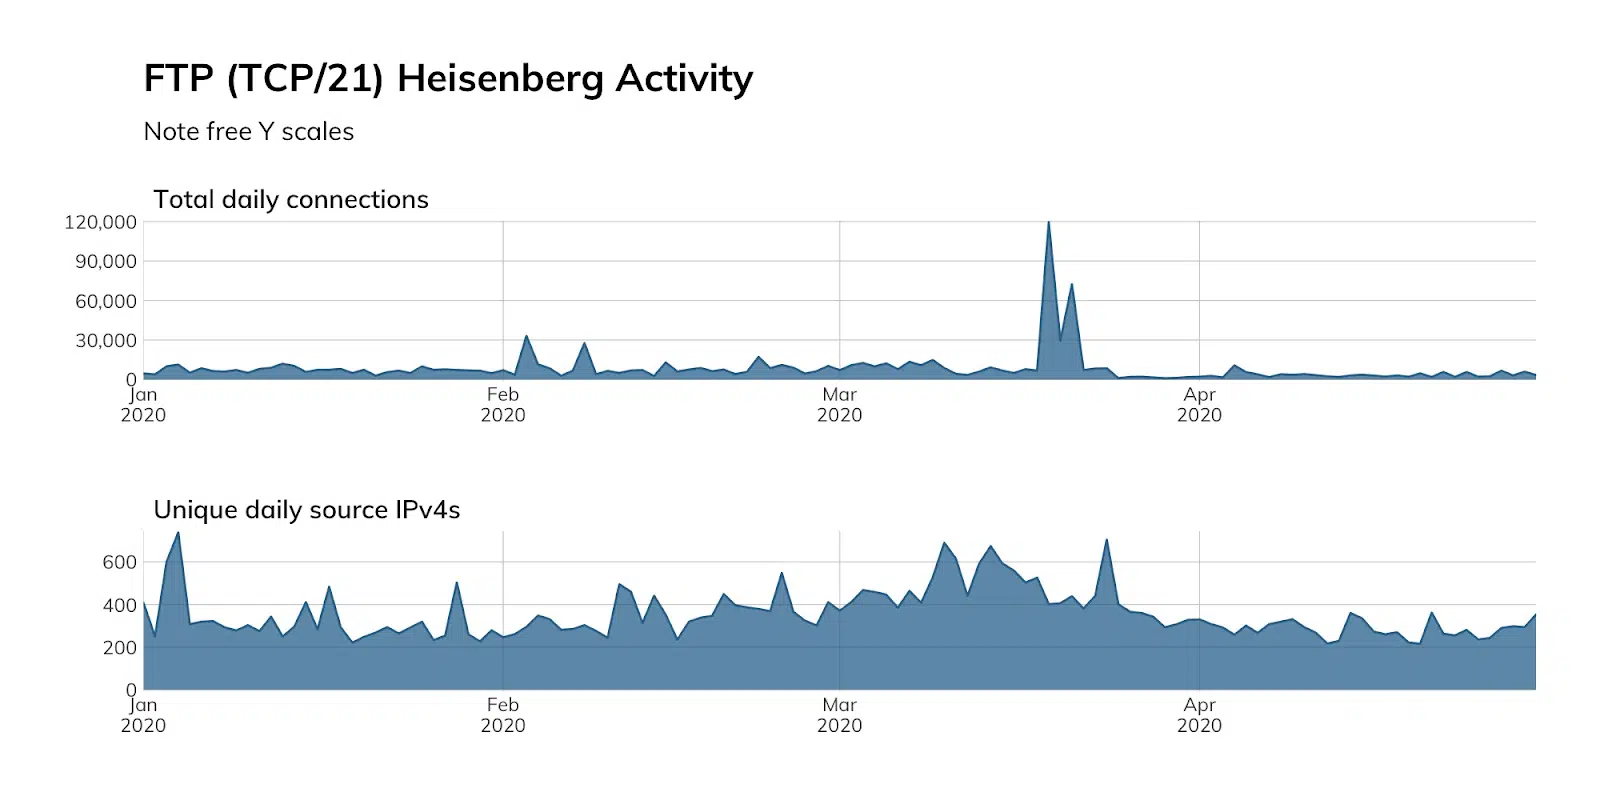 FTP (TCP/21) Heisenberg Activity
Note free Y scales
Total daily connections
120,000
90,000
60,000
30,000
0
Jan Feb Mar Apr
2020 2020 2020 2020
Unique daily source IPv4s
600
400
200
0
Jan Feb Mar Apr
2020 2020 2020 2020